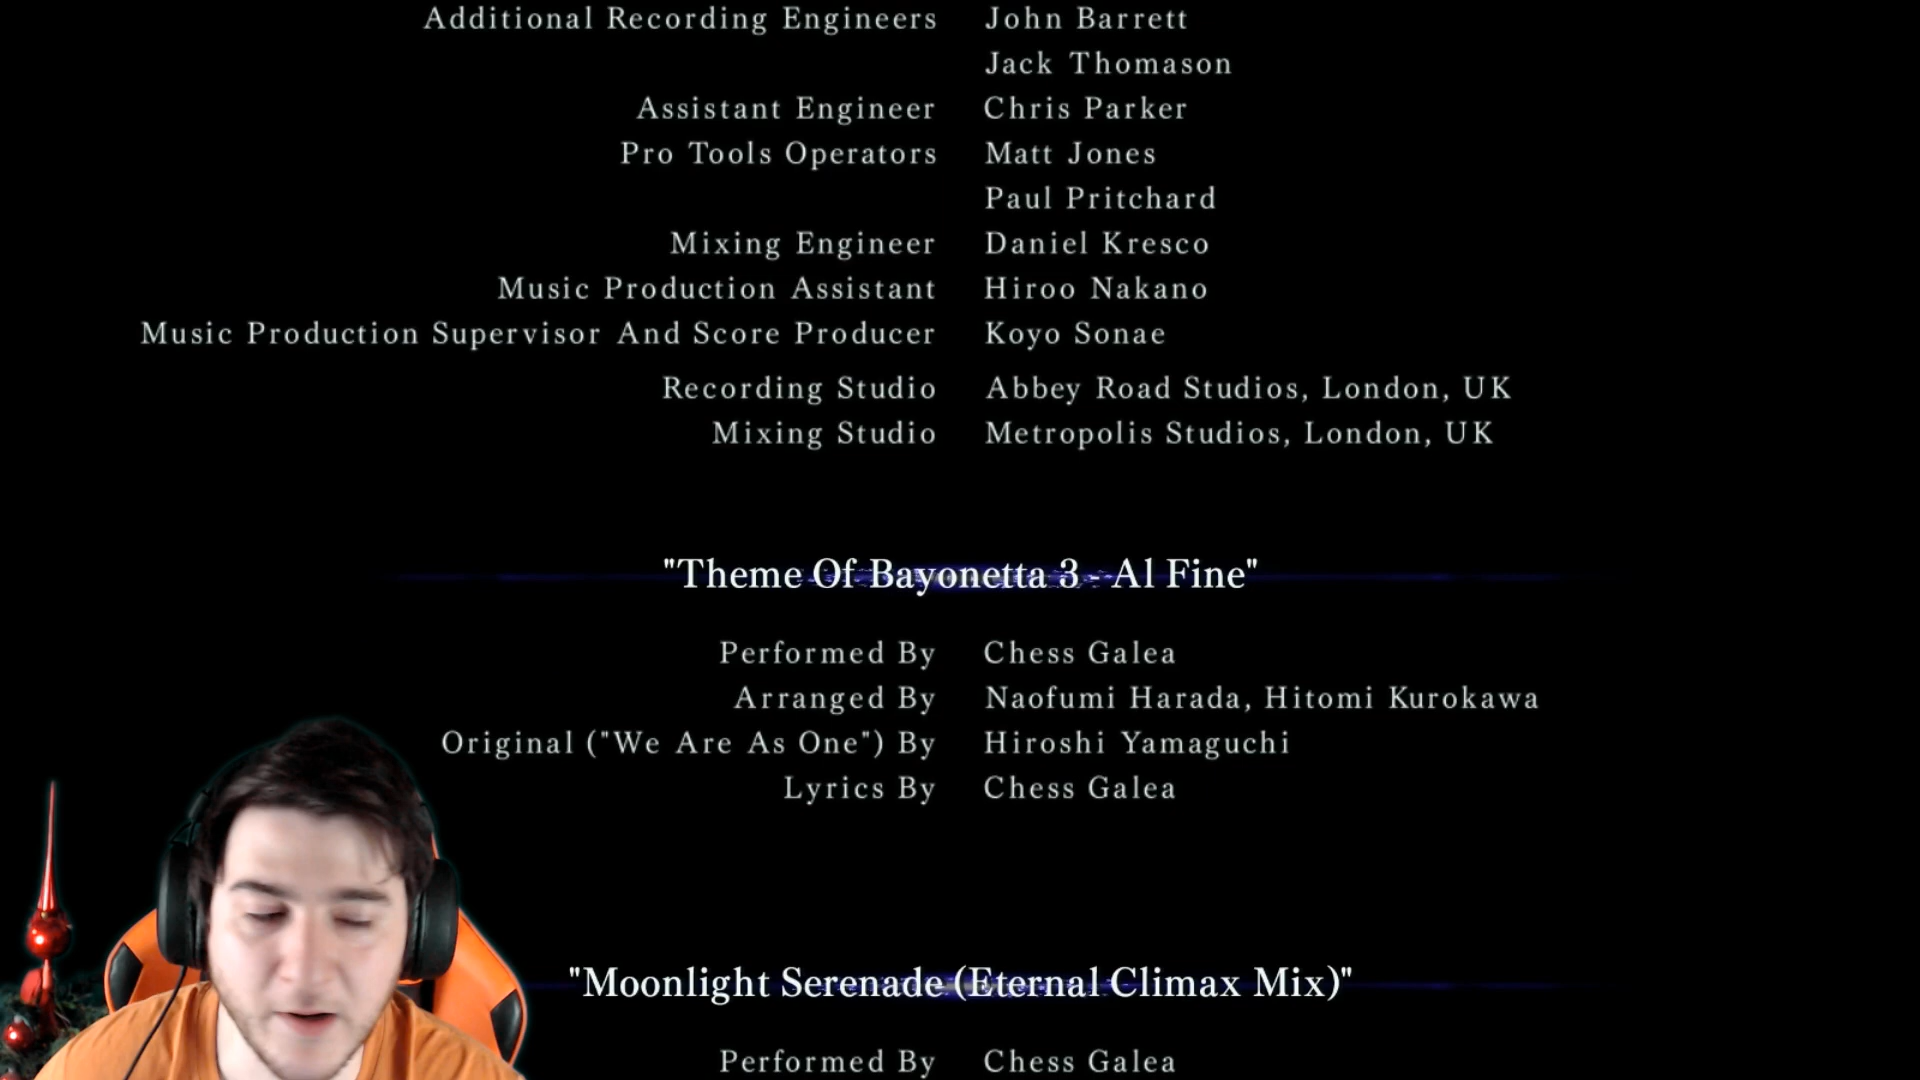 Additional Recording Engineers John Barrett
Jack Thomason
Assistant Engineer Chris Parker
Pro Tools Operators Matt Jones
Paul Pritchard
Mixing Engineer Daniel Kresco
Music Production Assistant Hiroo Nakano
Music Production Supervisor And Score Producer Koyo Sonae
Recording Studio Abbey Road Studios, London, UK
Mixing Studio Metropolis Studios, London, UK
"Theme Of Bayonetta 3 - Al Fine"
Performed By Chess Galea
Arranged By Naofumi Harada, Hitomi Kurokawa
Original ("We Are As One") By Hiroshi Yamaguchi
Lyrics By Chess Galea
"Moonlight Serenade (Eternal Climax Mix)"
Performed By Chess Galea